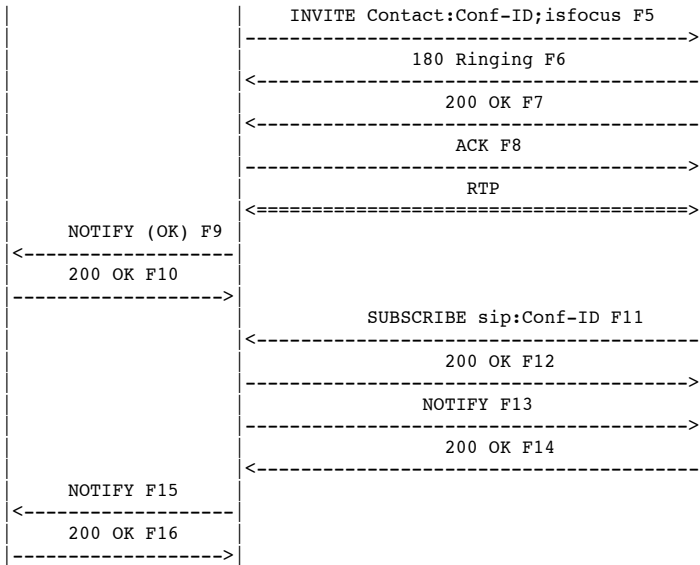 INVITE Contact:Conf-ID;isfocus F5
180 Ringing F6
200 OK F7
ACK F8
RTP
NOTIFY (OK) F9
200 OK F10
SUBSCRIBE sip:Conf-ID F11
200 OK F12
NOTIFY F13
200 OK F14
NOTIFY F15
200 OK F16